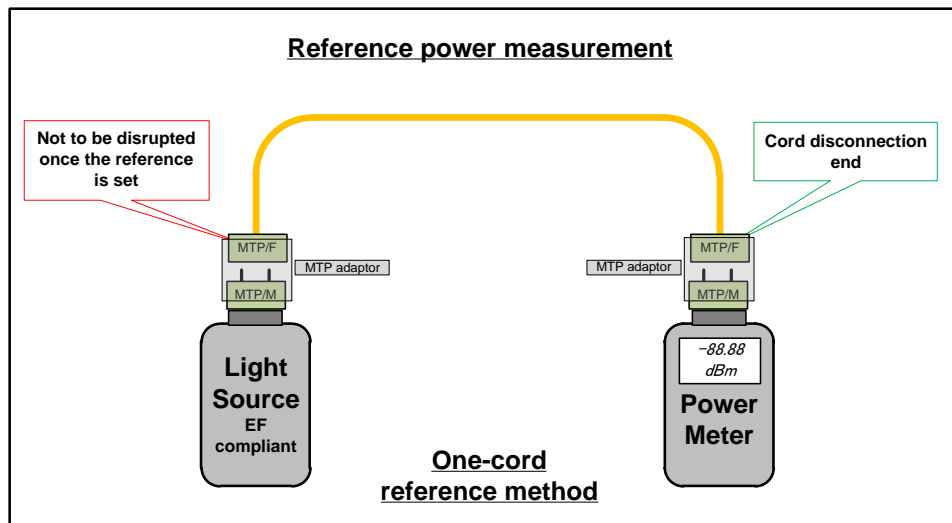 Reference power measurement
Not to be disrupted
once the reference
is set
Cord disconnection
end
MTP/F
MTP adaptor
MTP/M
MTP/F
MTP adaptor
MTP/M
Light
Source
EF
compliant
-88.88
dBm
Power
Meter
One-cord
reference method